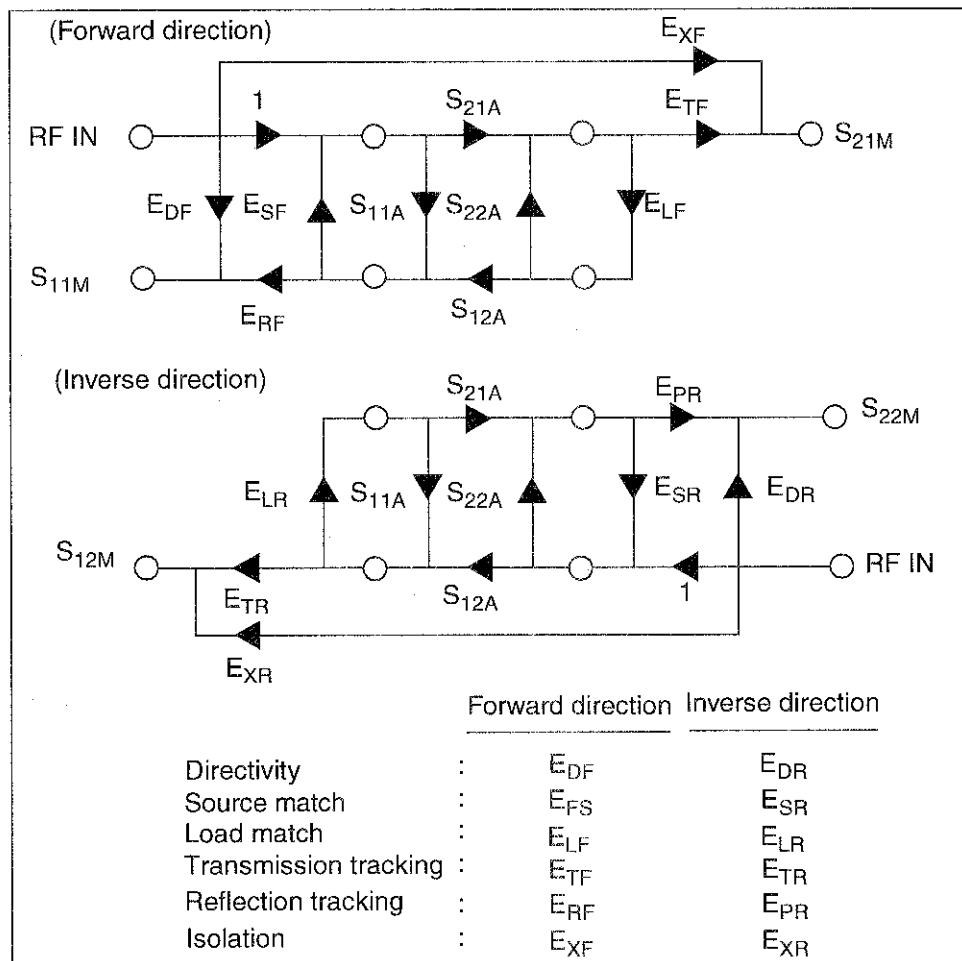 (Forward direction)
E_XF
1
S_21A
E_TF
RF IN
S_21M
E_DF
E_SF
S_11A
S_22A
E_LF
S_11M
E_RF
S_12A
(Inverse direction)
S_21A
E_PR
S_22M
E_LR
S_11A
S_22A
E_SR
E_DR
S_12M
RF IN
E_TR
S_12A
1
E_XR
Forward direction Inverse direction
Directivity : E_DF E_DR
Source match : E_FS E_SR
Load match : E_LF E_LR
Transmission tracking : E_TF E_TR
Reflection tracking : E_RF E_PR
Isolation : E_XF E_XR